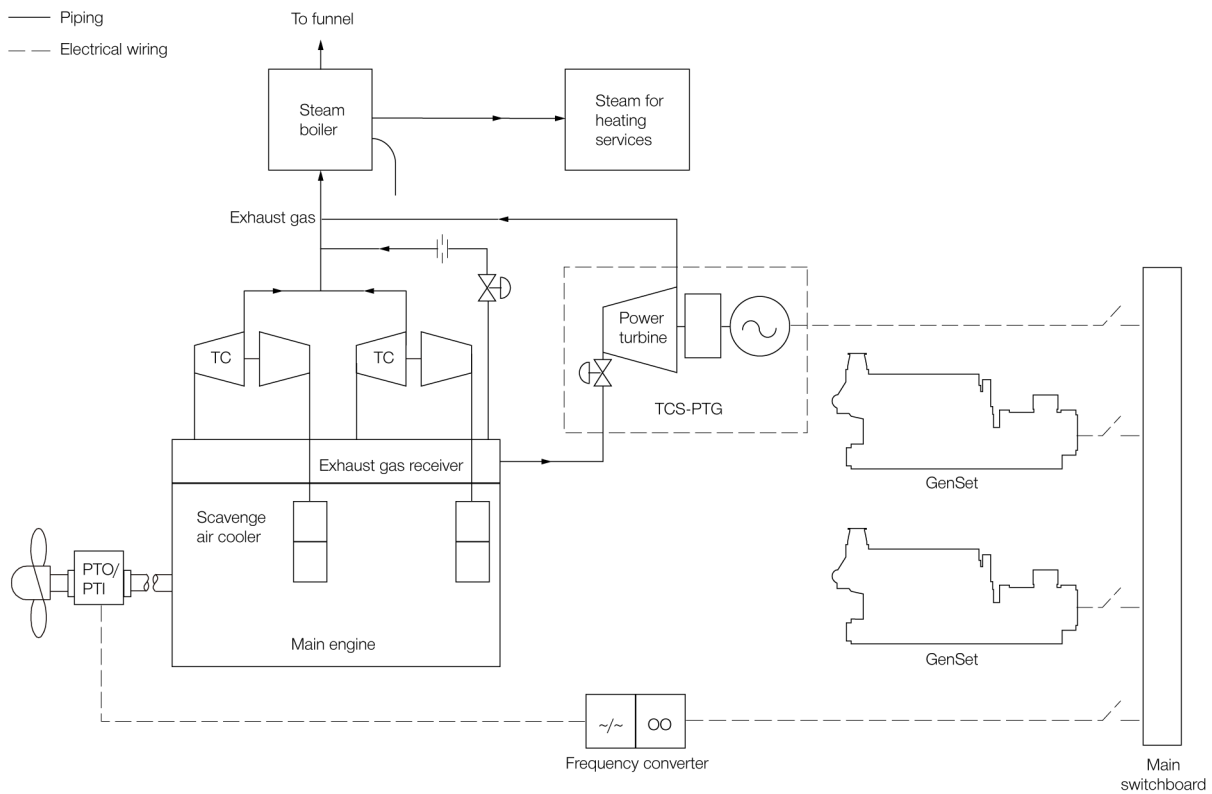 Piping
Electrical wiring
To funnel
Steam
boiler
Steam for
heating
services
Exhaust gas
TC
TC
Power
turbine
TCS-PTG
Exhaust gas receiver
GenSet
Scavenge
air cooler
PTO/
PTI
Main engine
GenSet
~/~
OO
Frequency converter
Main
switchboard